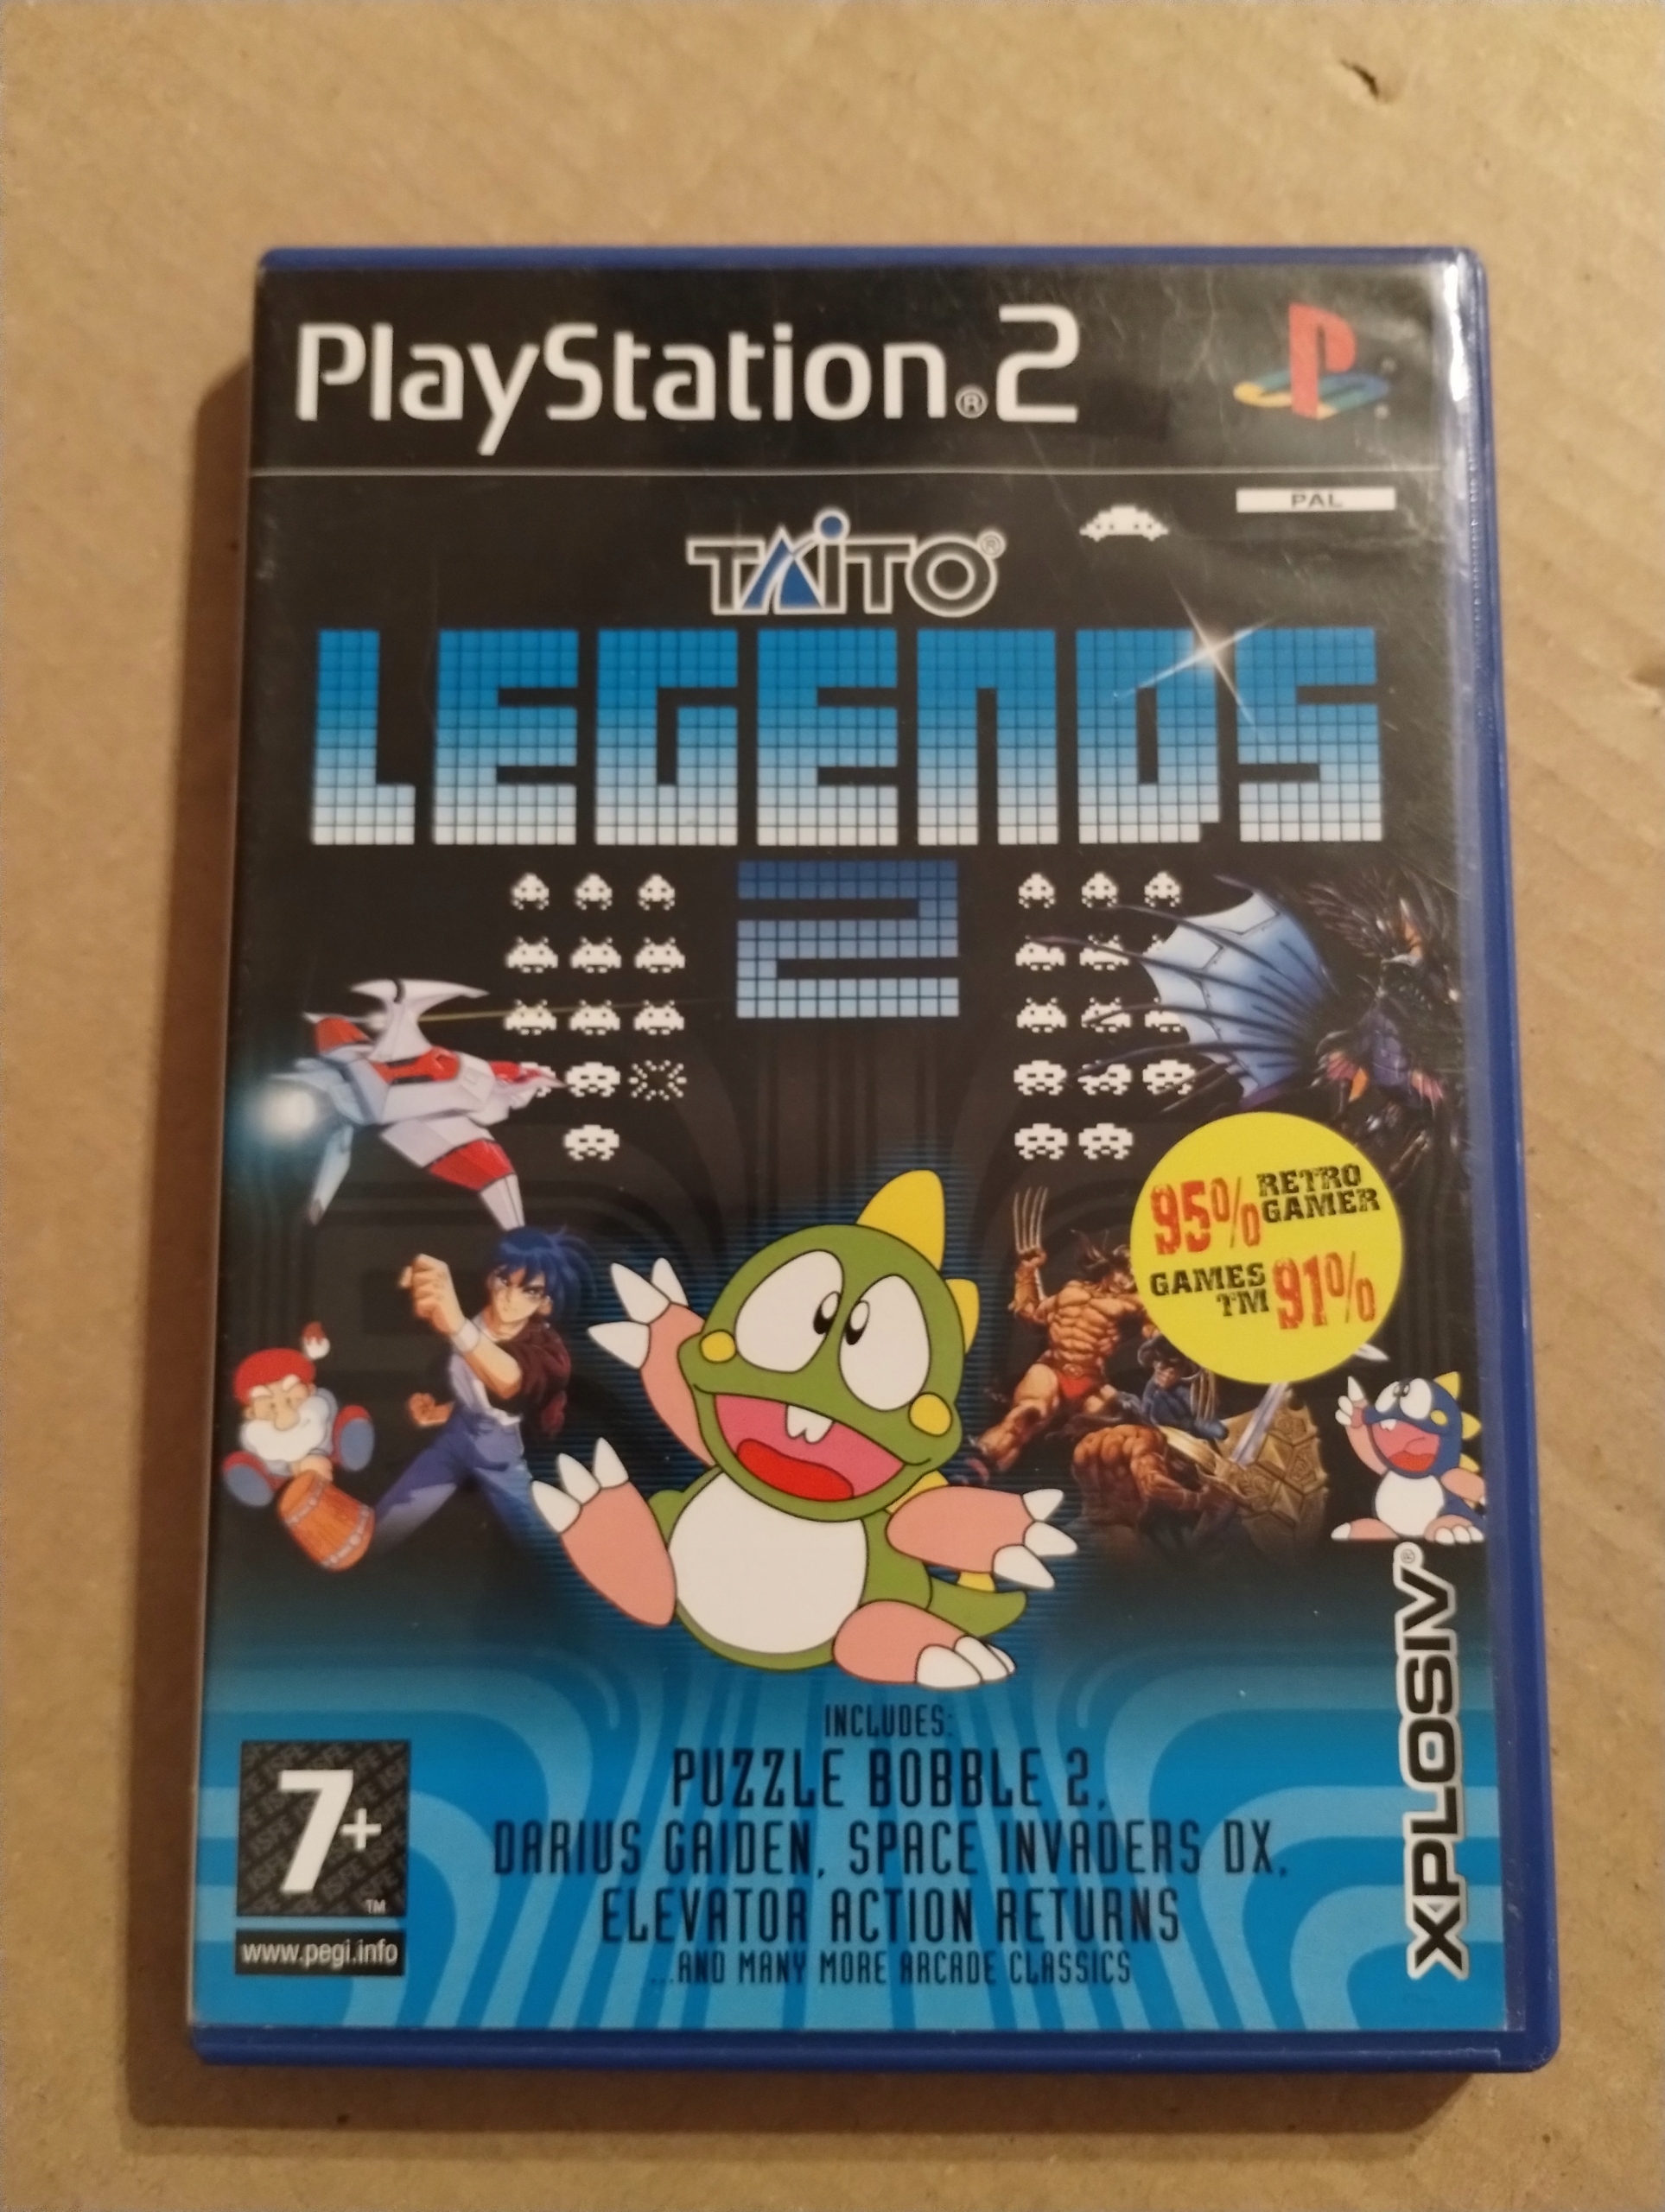 PlayStation®2
PAL
TAiTO®
LEGENDS
2
95% RETRO GAMER
GAMES TM 91%
INCLUDES:
PUZZLE BOBBLE 2,
DARIUS GAIDEN, SPACE INVADERS DX,
ELEVATOR ACTION RETURNS
...AND MANY MORE ARCADE CLASSICS
7+
TM
www.pegi.info
XPLOSIV®